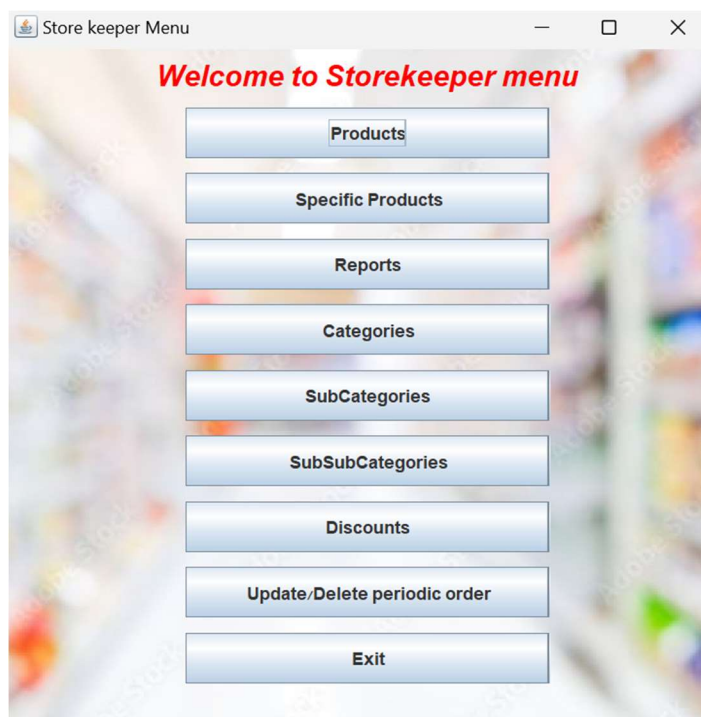 Store keeper Menu
Welcome to Storekeeper menu
Products
Specific Products
Reports
Categories
SubCategories
SubSubCategories
Discounts
Update/Delete periodic order
Exit